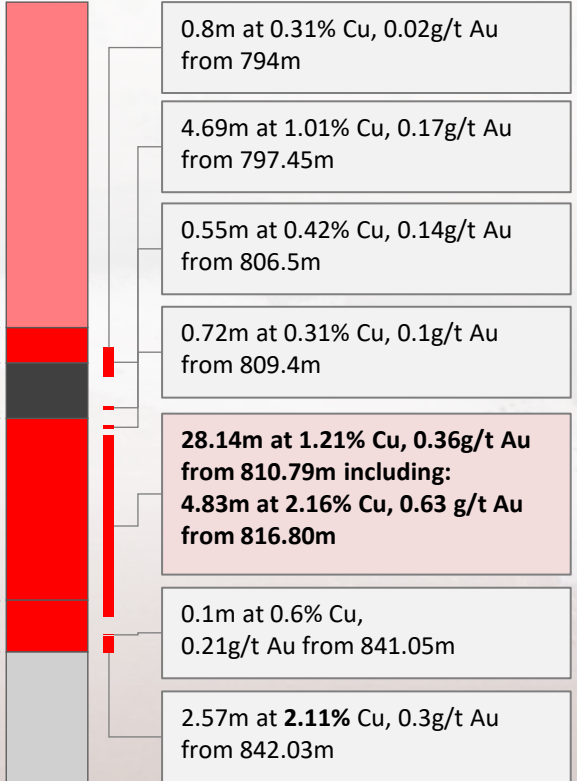 0.8m at 0.31% Cu, 0.02g/t Au
from 794m
4.69m at 1.01% Cu, 0.17g/t Au
from 797.45m
0.55m at 0.42% Cu, 0.14g/t Au
from 806.5m
0.72m at 0.31% Cu, 0.1g/t Au
from 809.4m
28.14m at 1.21% Cu, 0.36g/t Au
from 810.79m including:
4.83m at 2.16% Cu, 0.63 g/t Au
from 816.80m
0.1m at 0.6% Cu,
0.21g/t Au from 841.05m
2.57m at 2.11% Cu, 0.3g/t Au
from 842.03m